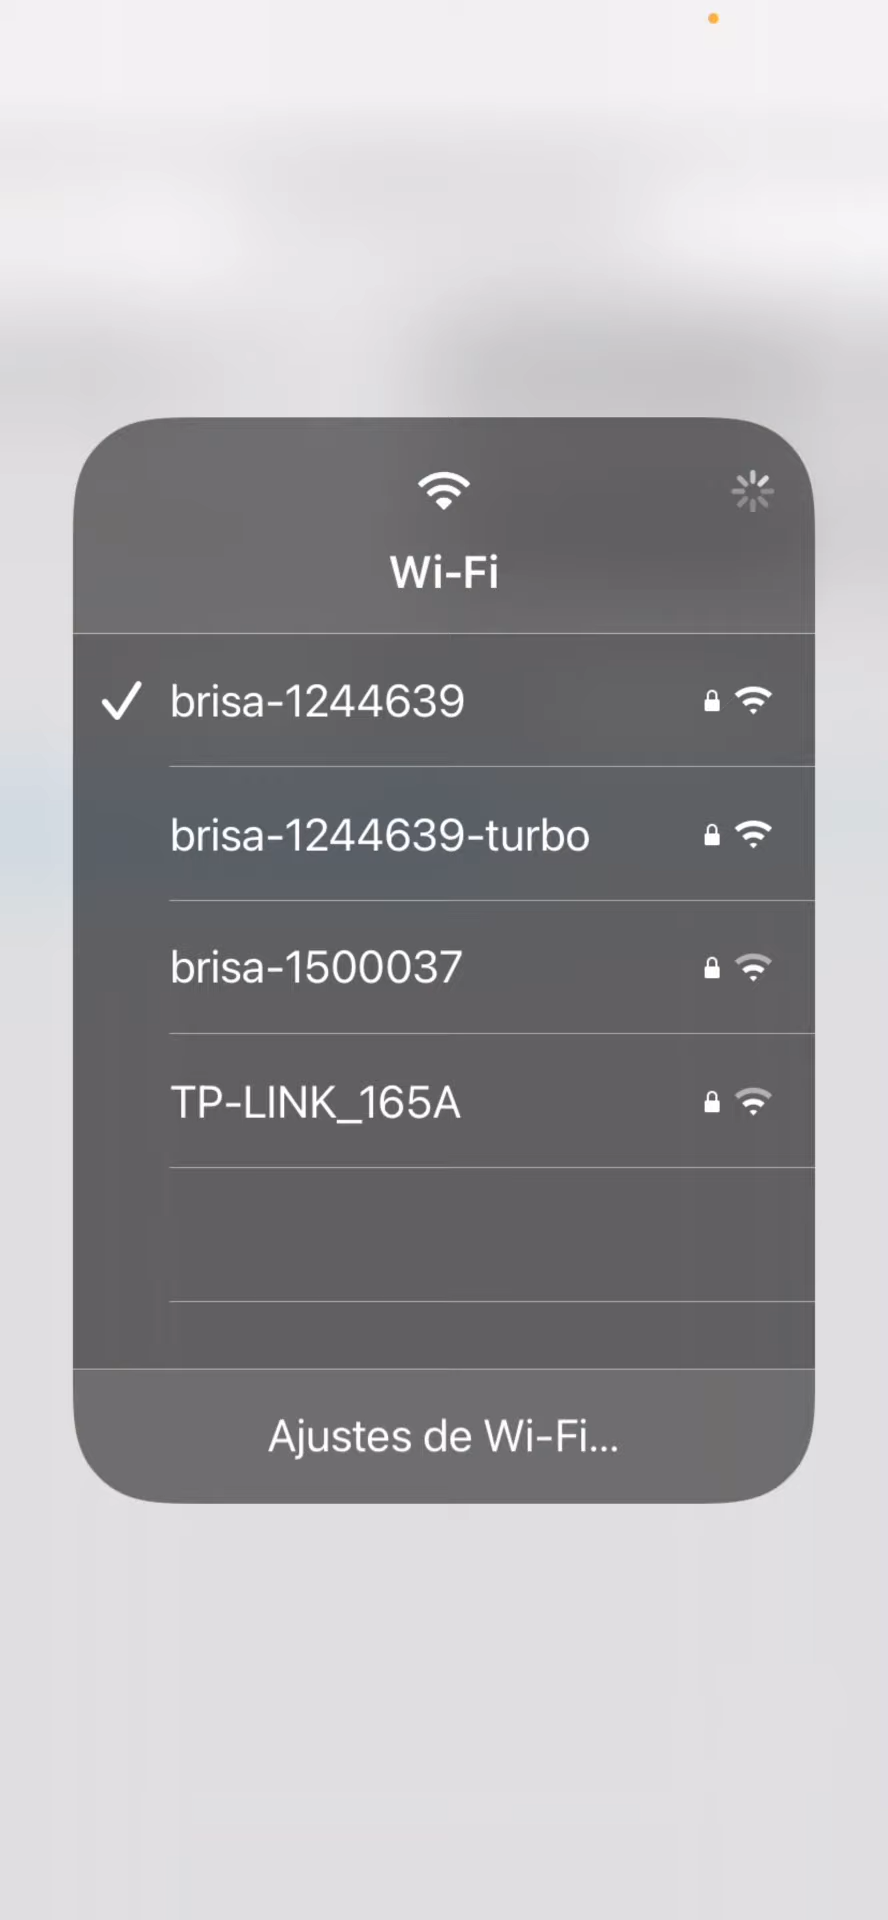 Wi-Fi
brisa-1244639
brisa-1244639-turbo
brisa-1500037
TP-LINK_165A
Ajustes de Wi-Fi...